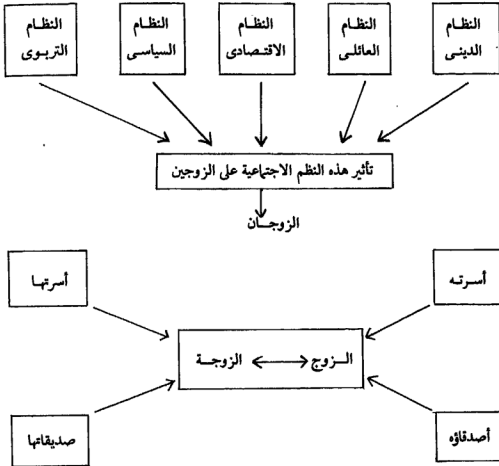 النظام الدينى
النظام العائلى
النظام الاقتصادى
النظام السياسى
النظام التربوى
تأثير هذه النظم الاجتماعية على الزوجين
الزوجان
أسرته
أسرتها
الزوج
الزوجة
أصدقاؤه
صديقاتها